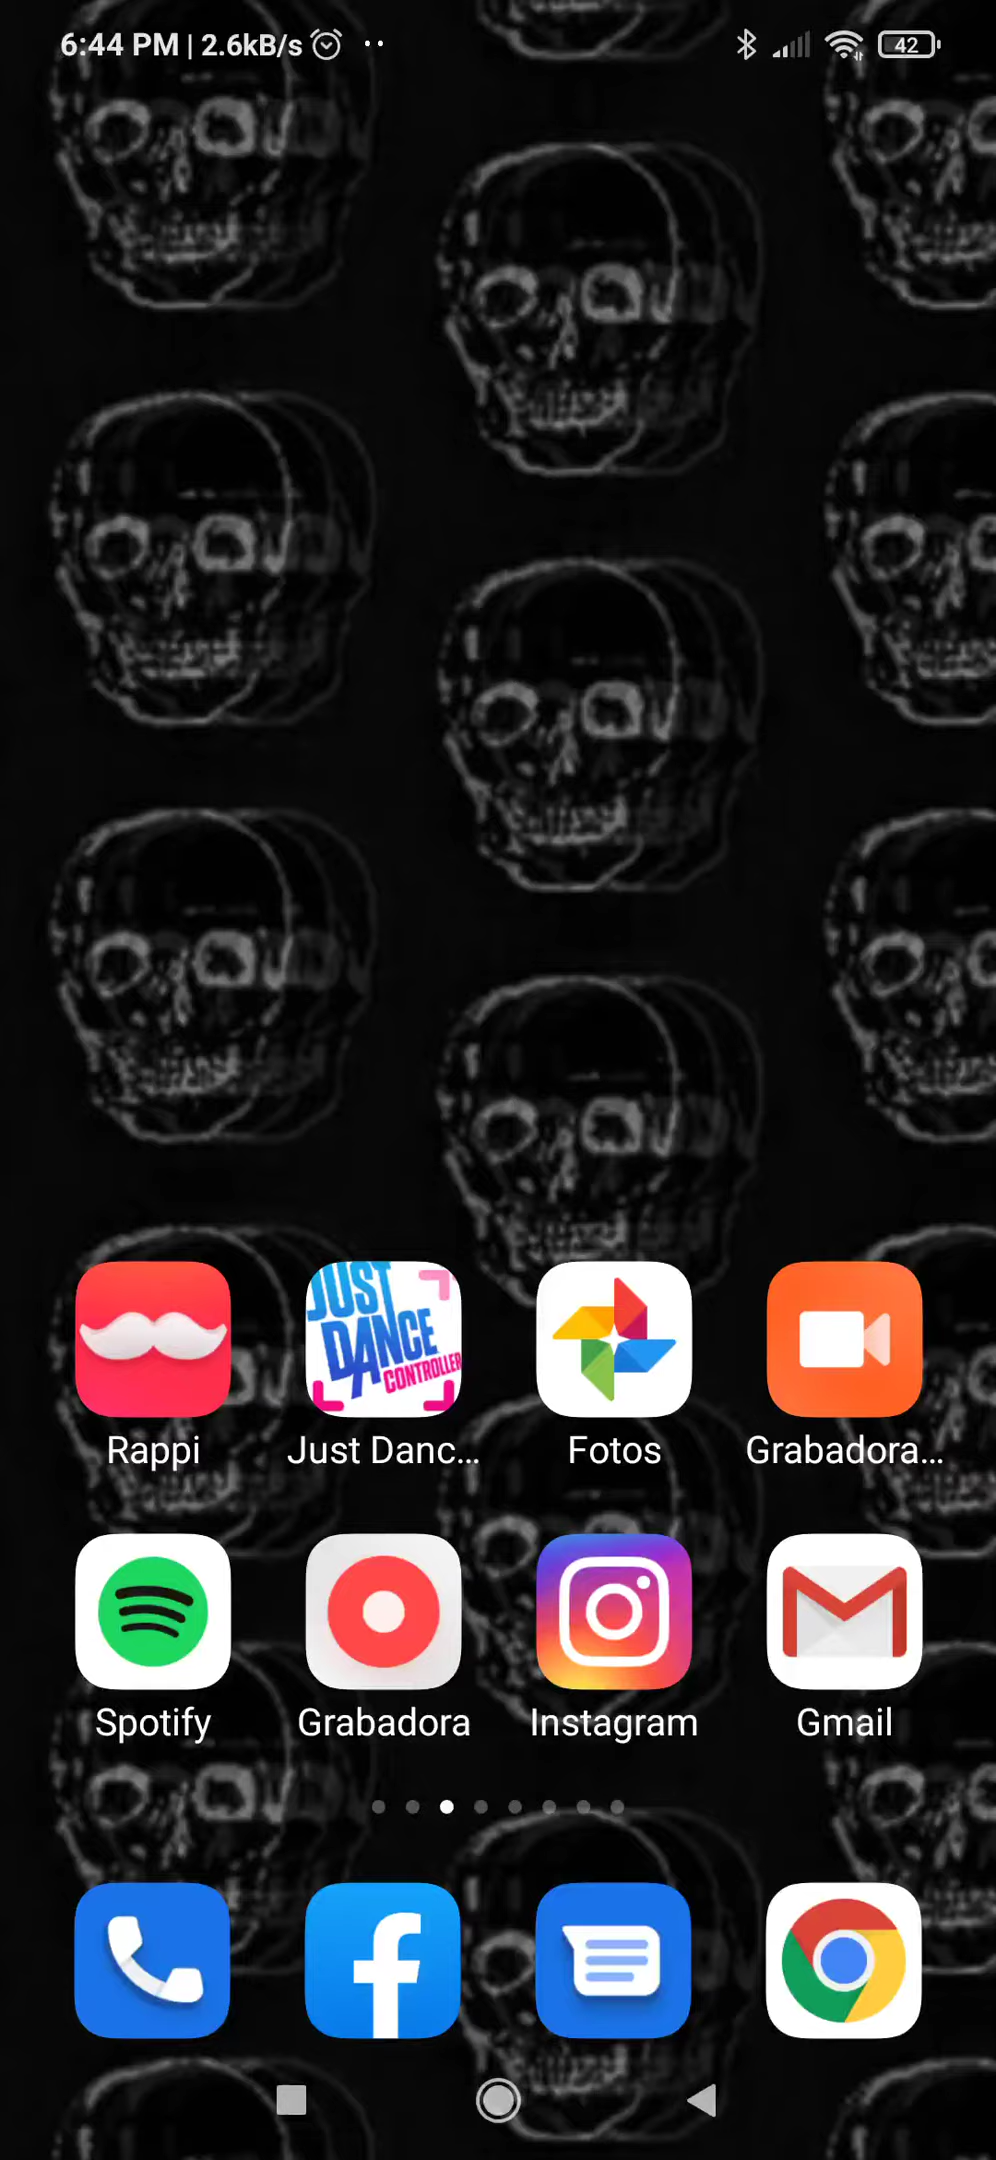 6:44 PM | 2.6kB/s
42
JUST
DANCE
CONTROLLER
Rappi
Just Danc...
Fotos
Grabadora...
Spotify
Grabadora
Instagram
Gmail